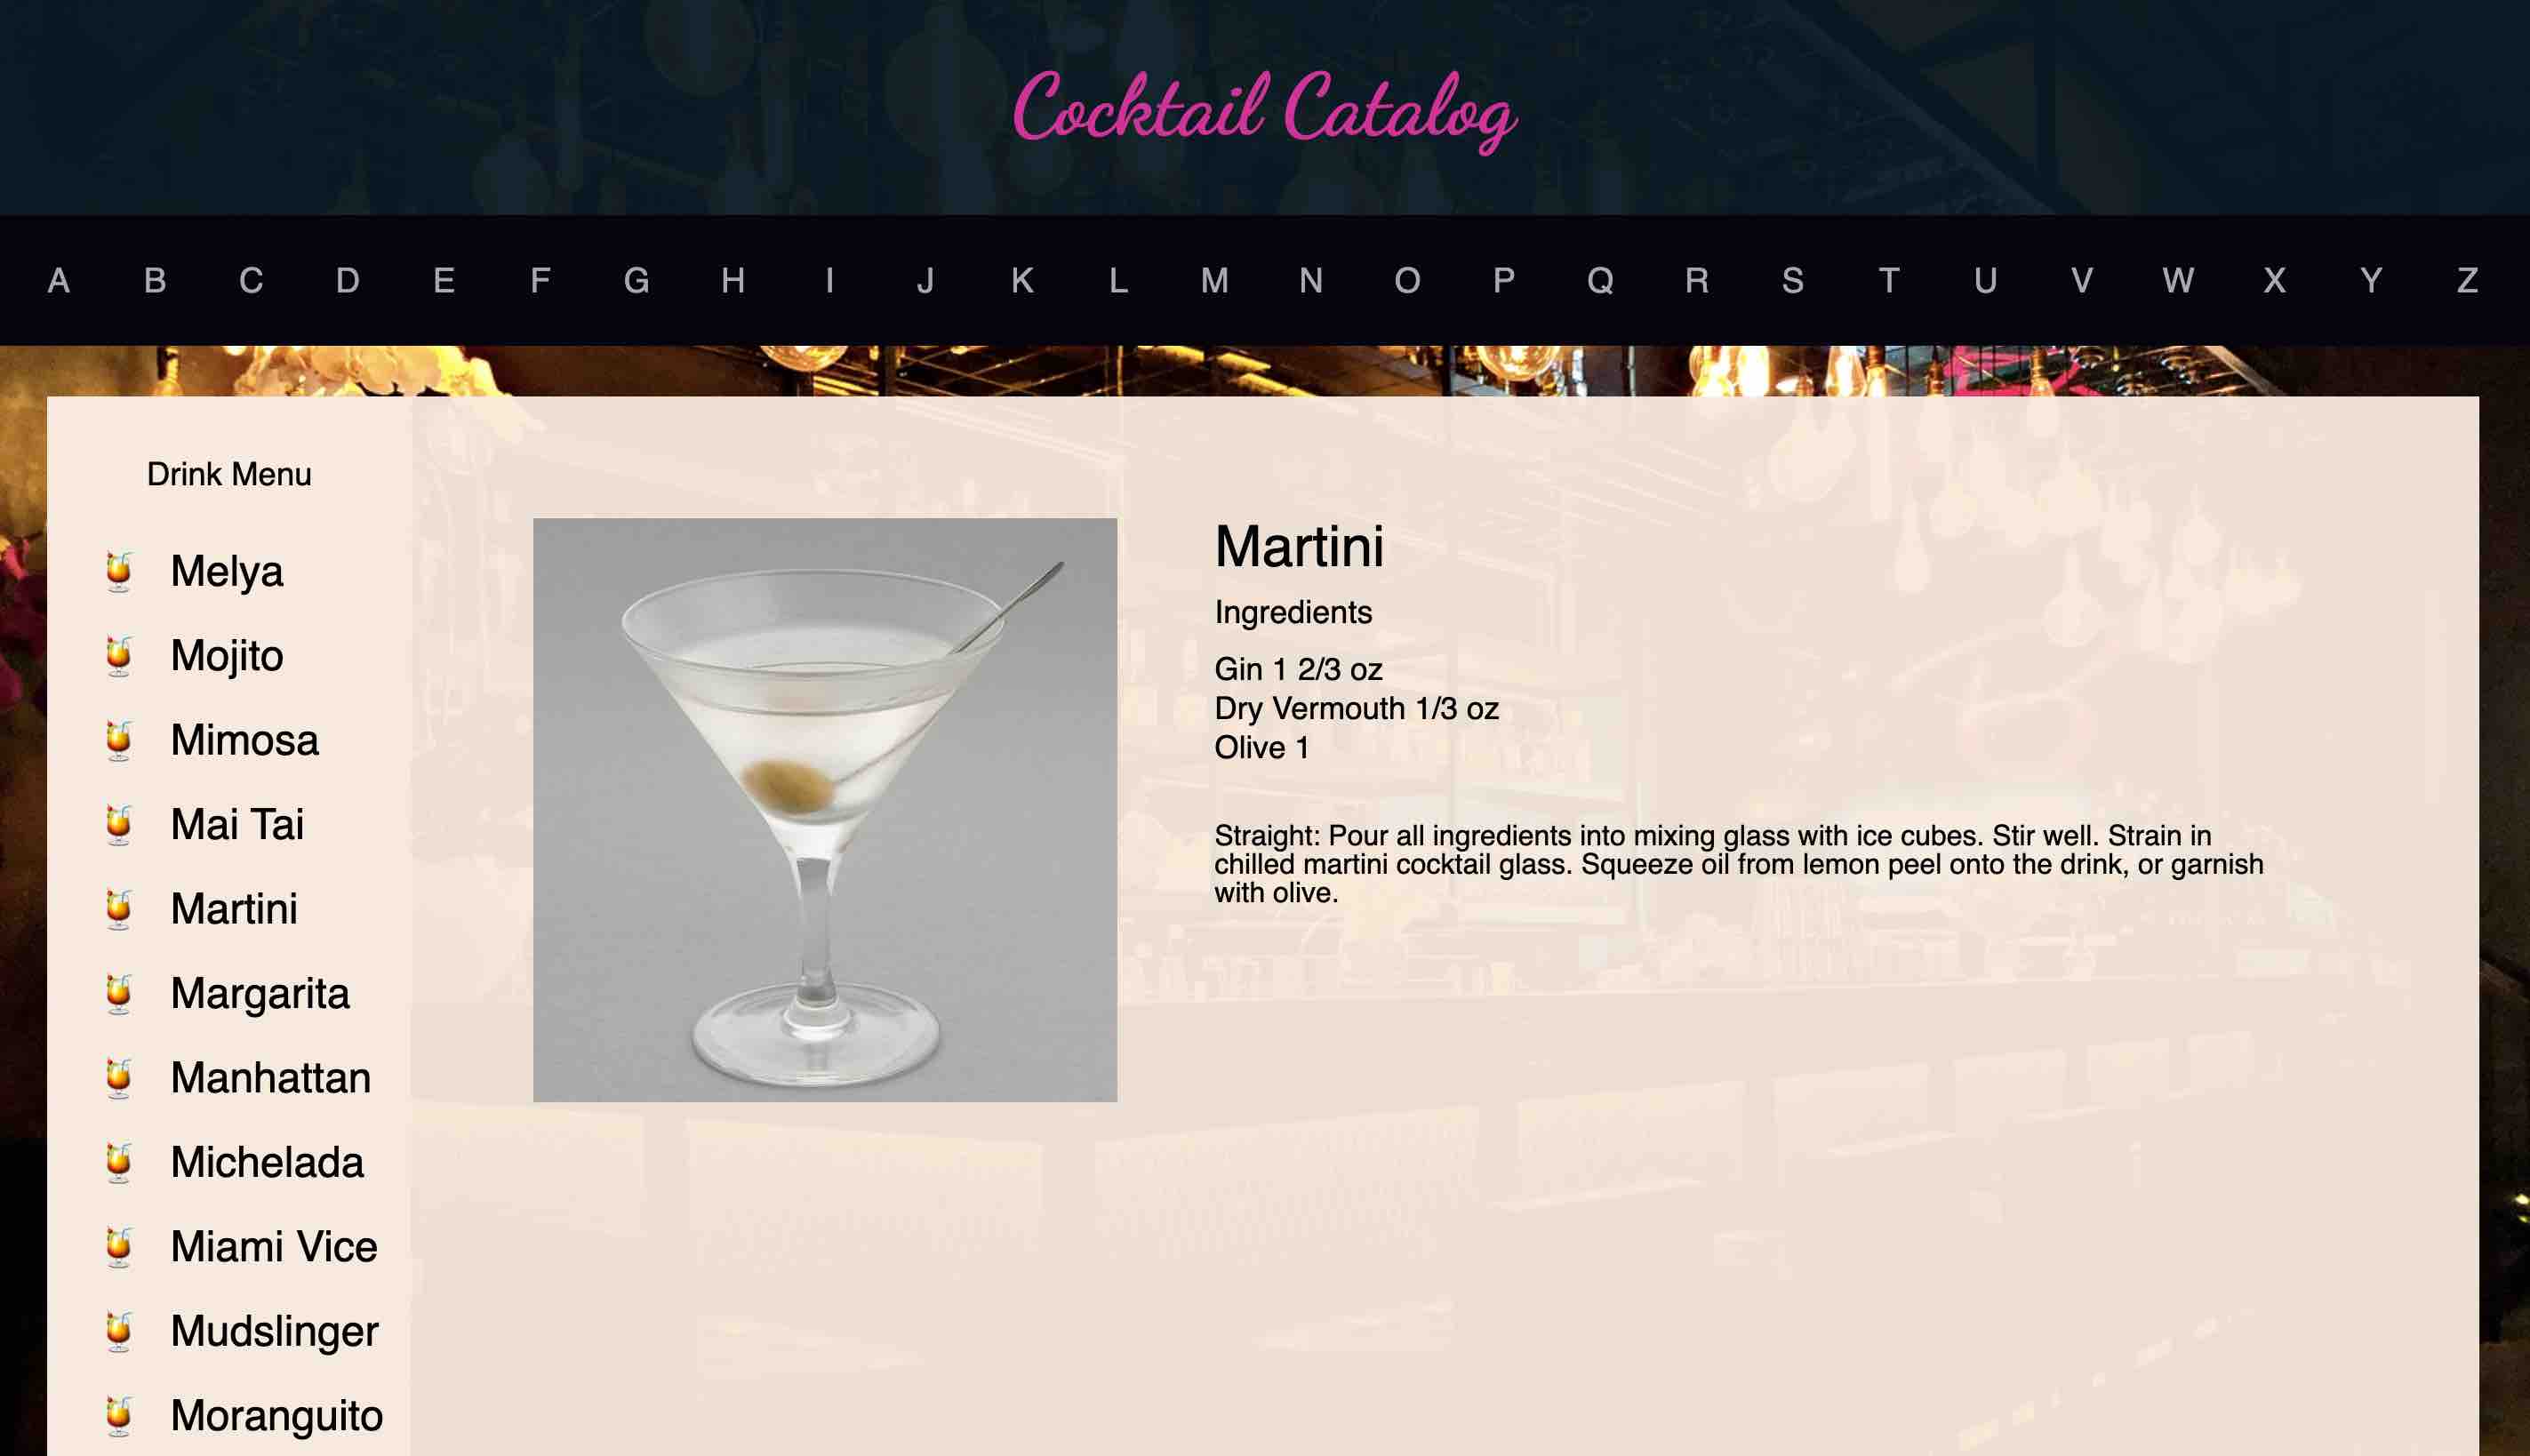 Cocktail Catalog
A B C D E F G H I J K L M N O P Q R S T U V W X Y Z
Drink Menu
Melya
Mojito
Mimosa
Mai Tai
Martini
Margarita
Manhattan
Michelada
Miami Vice
Mudslinger
Moranguito
Martini
Ingredients
Gin 1 2/3 oz
Dry Vermouth 1/3 oz
Olive 1
Straight: Pour all ingredients into mixing glass with ice cubes. Stir well. Strain in
chilled martini cocktail glass. Squeeze oil from lemon peel onto the drink, or garnish
with olive.